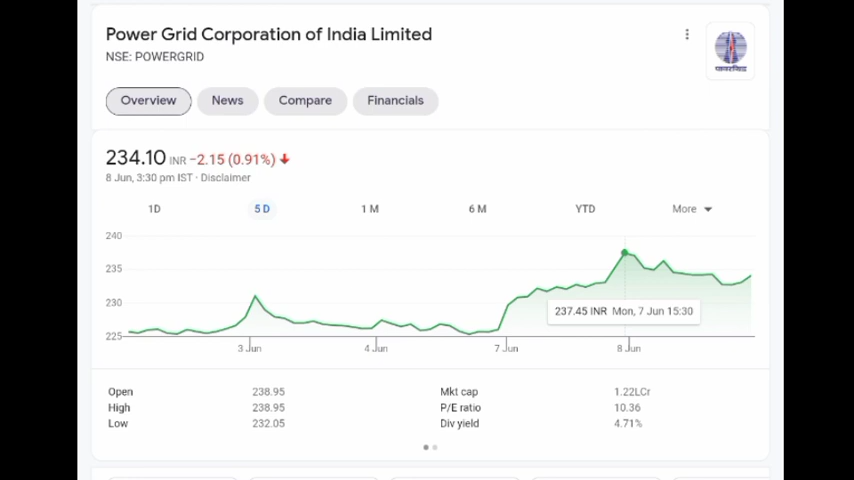 Power Grid Corporation of India Limited
NSE: POWERGRID
Overview News Compare Financials
234.10 INR −2.15 (0.91%)
8 Jun, 3:30 pm IST · Disclaimer
1D 5D 1M 6M YTD More
240
235
230
225
237.45 INR Mon, 7 Jun 15:30
3 Jun 4 Jun 7 Jun 8 Jun
Open 238.95 Mkt cap 1.22LCr
High 238.95 P/E ratio 10.36
Low 232.05 Div yield 4.71%